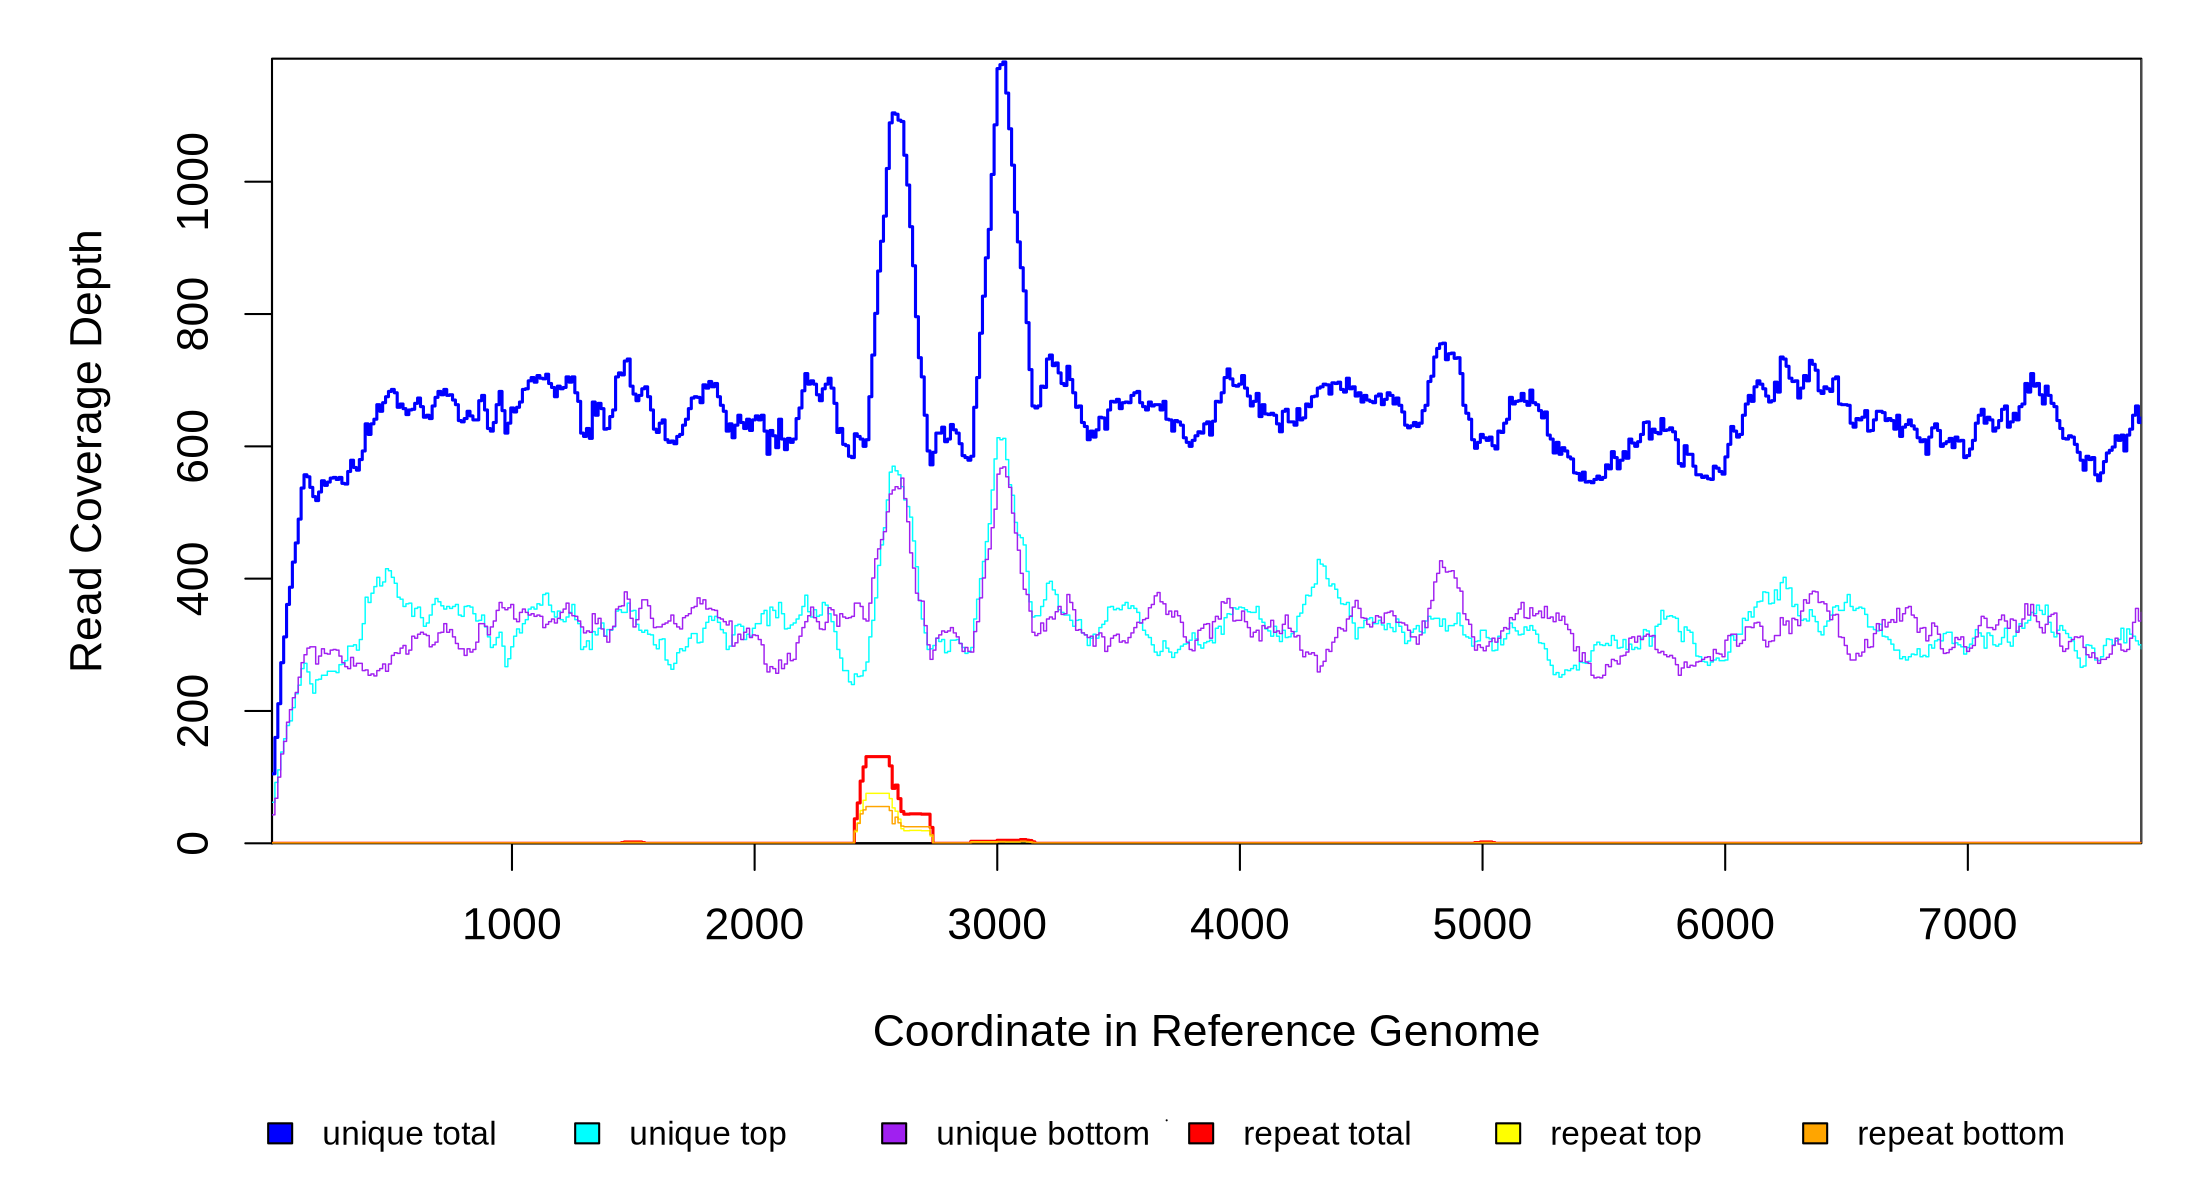 Read Coverage Depth
1000
800
600
400
200
0
1000 2000 3000 4000 5000 6000 7000
Coordinate in Reference Genome
unique total unique top unique bottom repeat total repeat top repeat bottom